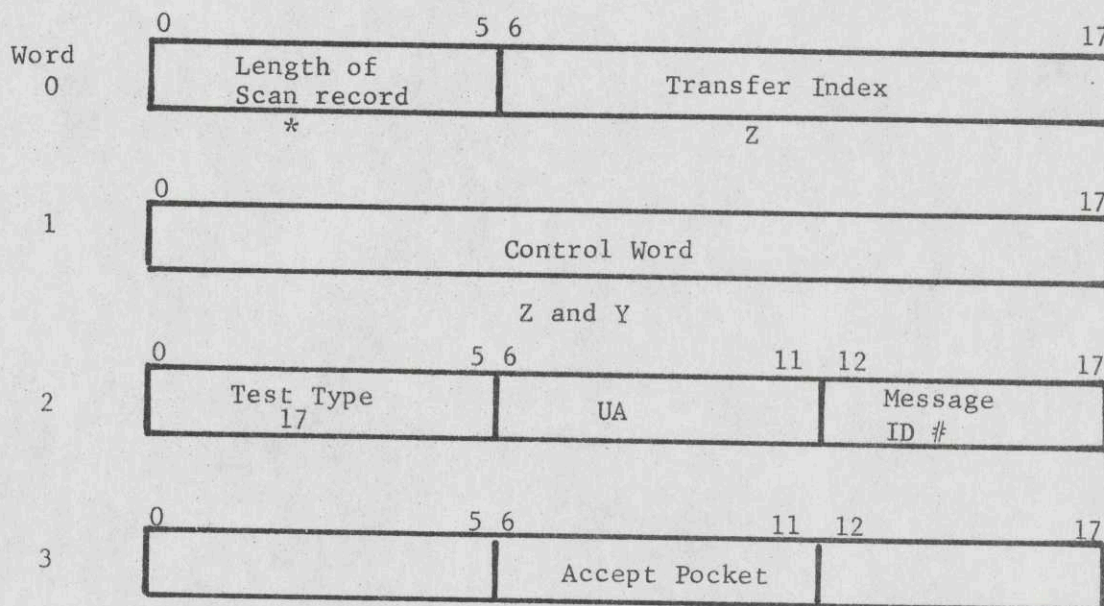 0 5 6 17
Word
0
Length of
Scan record
Transfer Index
* Z
0 17
1
Control Word
Z and Y
0 5 6 11 12 17
2
Test Type
17
UA
Message
ID #
0 5 6 11 12 17
3
Accept Pocket